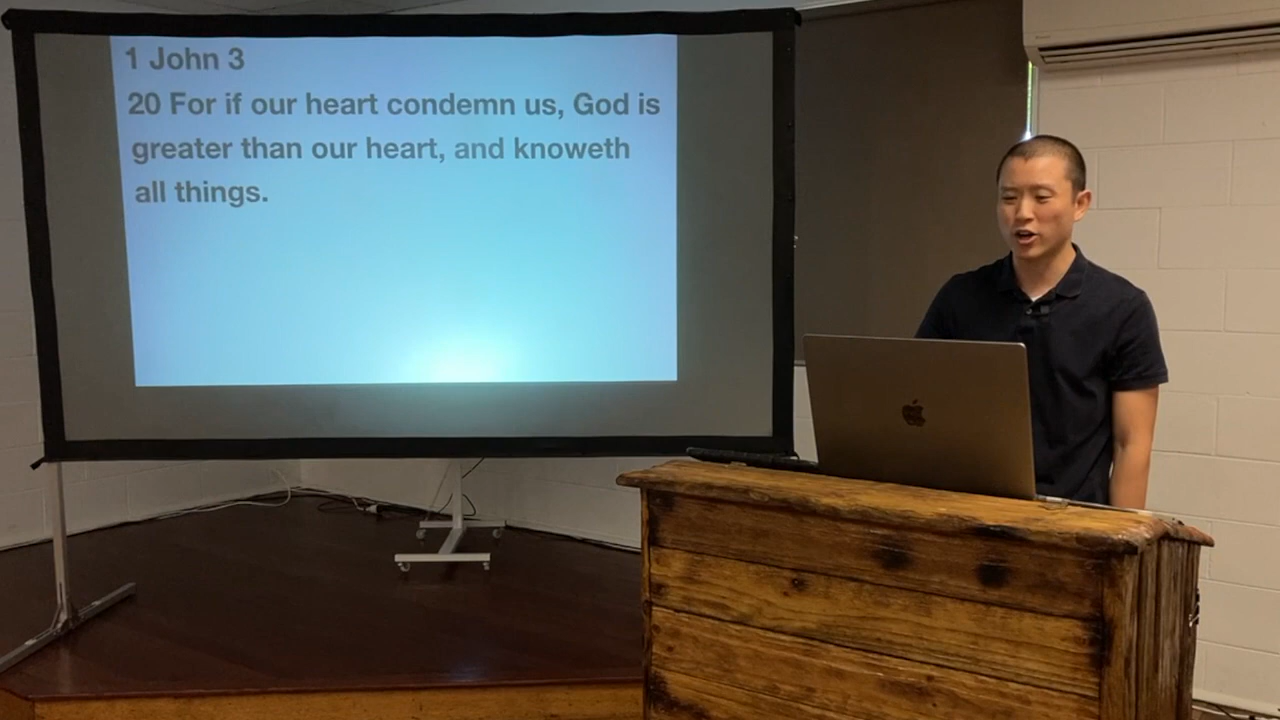 1 John 3
20 For if our heart condemn us, God is
greater than our heart, and knoweth
all things.